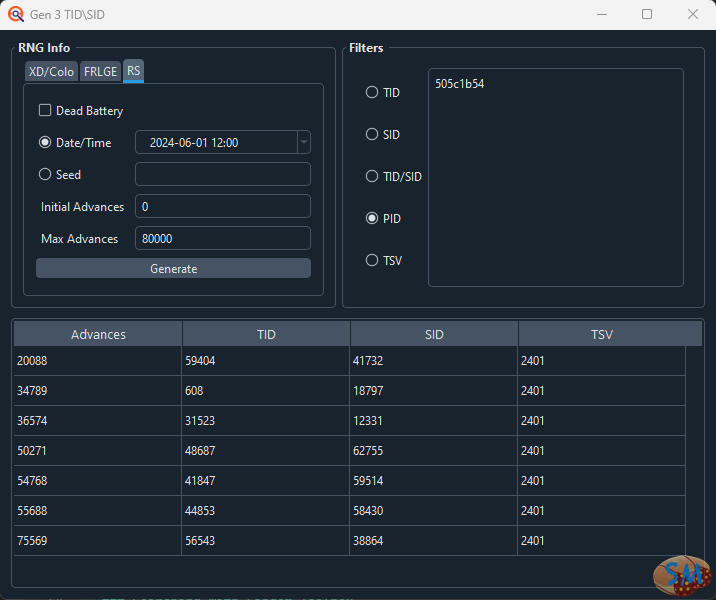 Gen 3 TID\SID
RNG Info
XD/Colo FRLGE RS
Dead Battery
Date/Time 2024-06-01 12:00
Seed
Initial Advances 0
Max Advances 80000
Generate
Filters
TID
SID
TID/SID
PID
TSV
505c1b54
Advances TID SID TSV
20088 59404 41732 2401
34789 608 18797 2401
36574 31523 12331 2401
50271 48687 62755 2401
54768 41847 59514 2401
55688 44853 58430 2401
75569 56543 38864 2401
SM